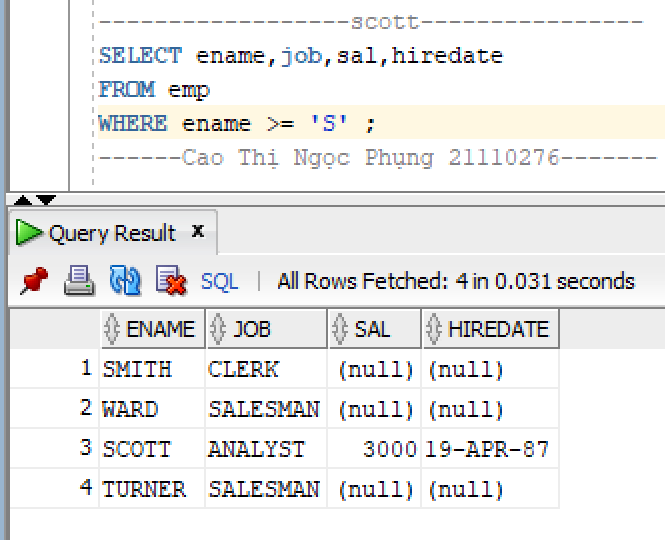 ------------------scott----------------
SELECT ename,job,sal,hiredate
FROM emp
WHERE ename >= 'S' ;
------Cao Thị Ngọc Phụng 21110276-------
Query Result x
SQL | All Rows Fetched: 4 in 0.031 seconds
ENAME JOB SAL HIREDATE
1 SMITH CLERK (null) (null)
2 WARD SALESMAN (null) (null)
3 SCOTT ANALYST 3000 19-APR-87
4 TURNER SALESMAN (null) (null)